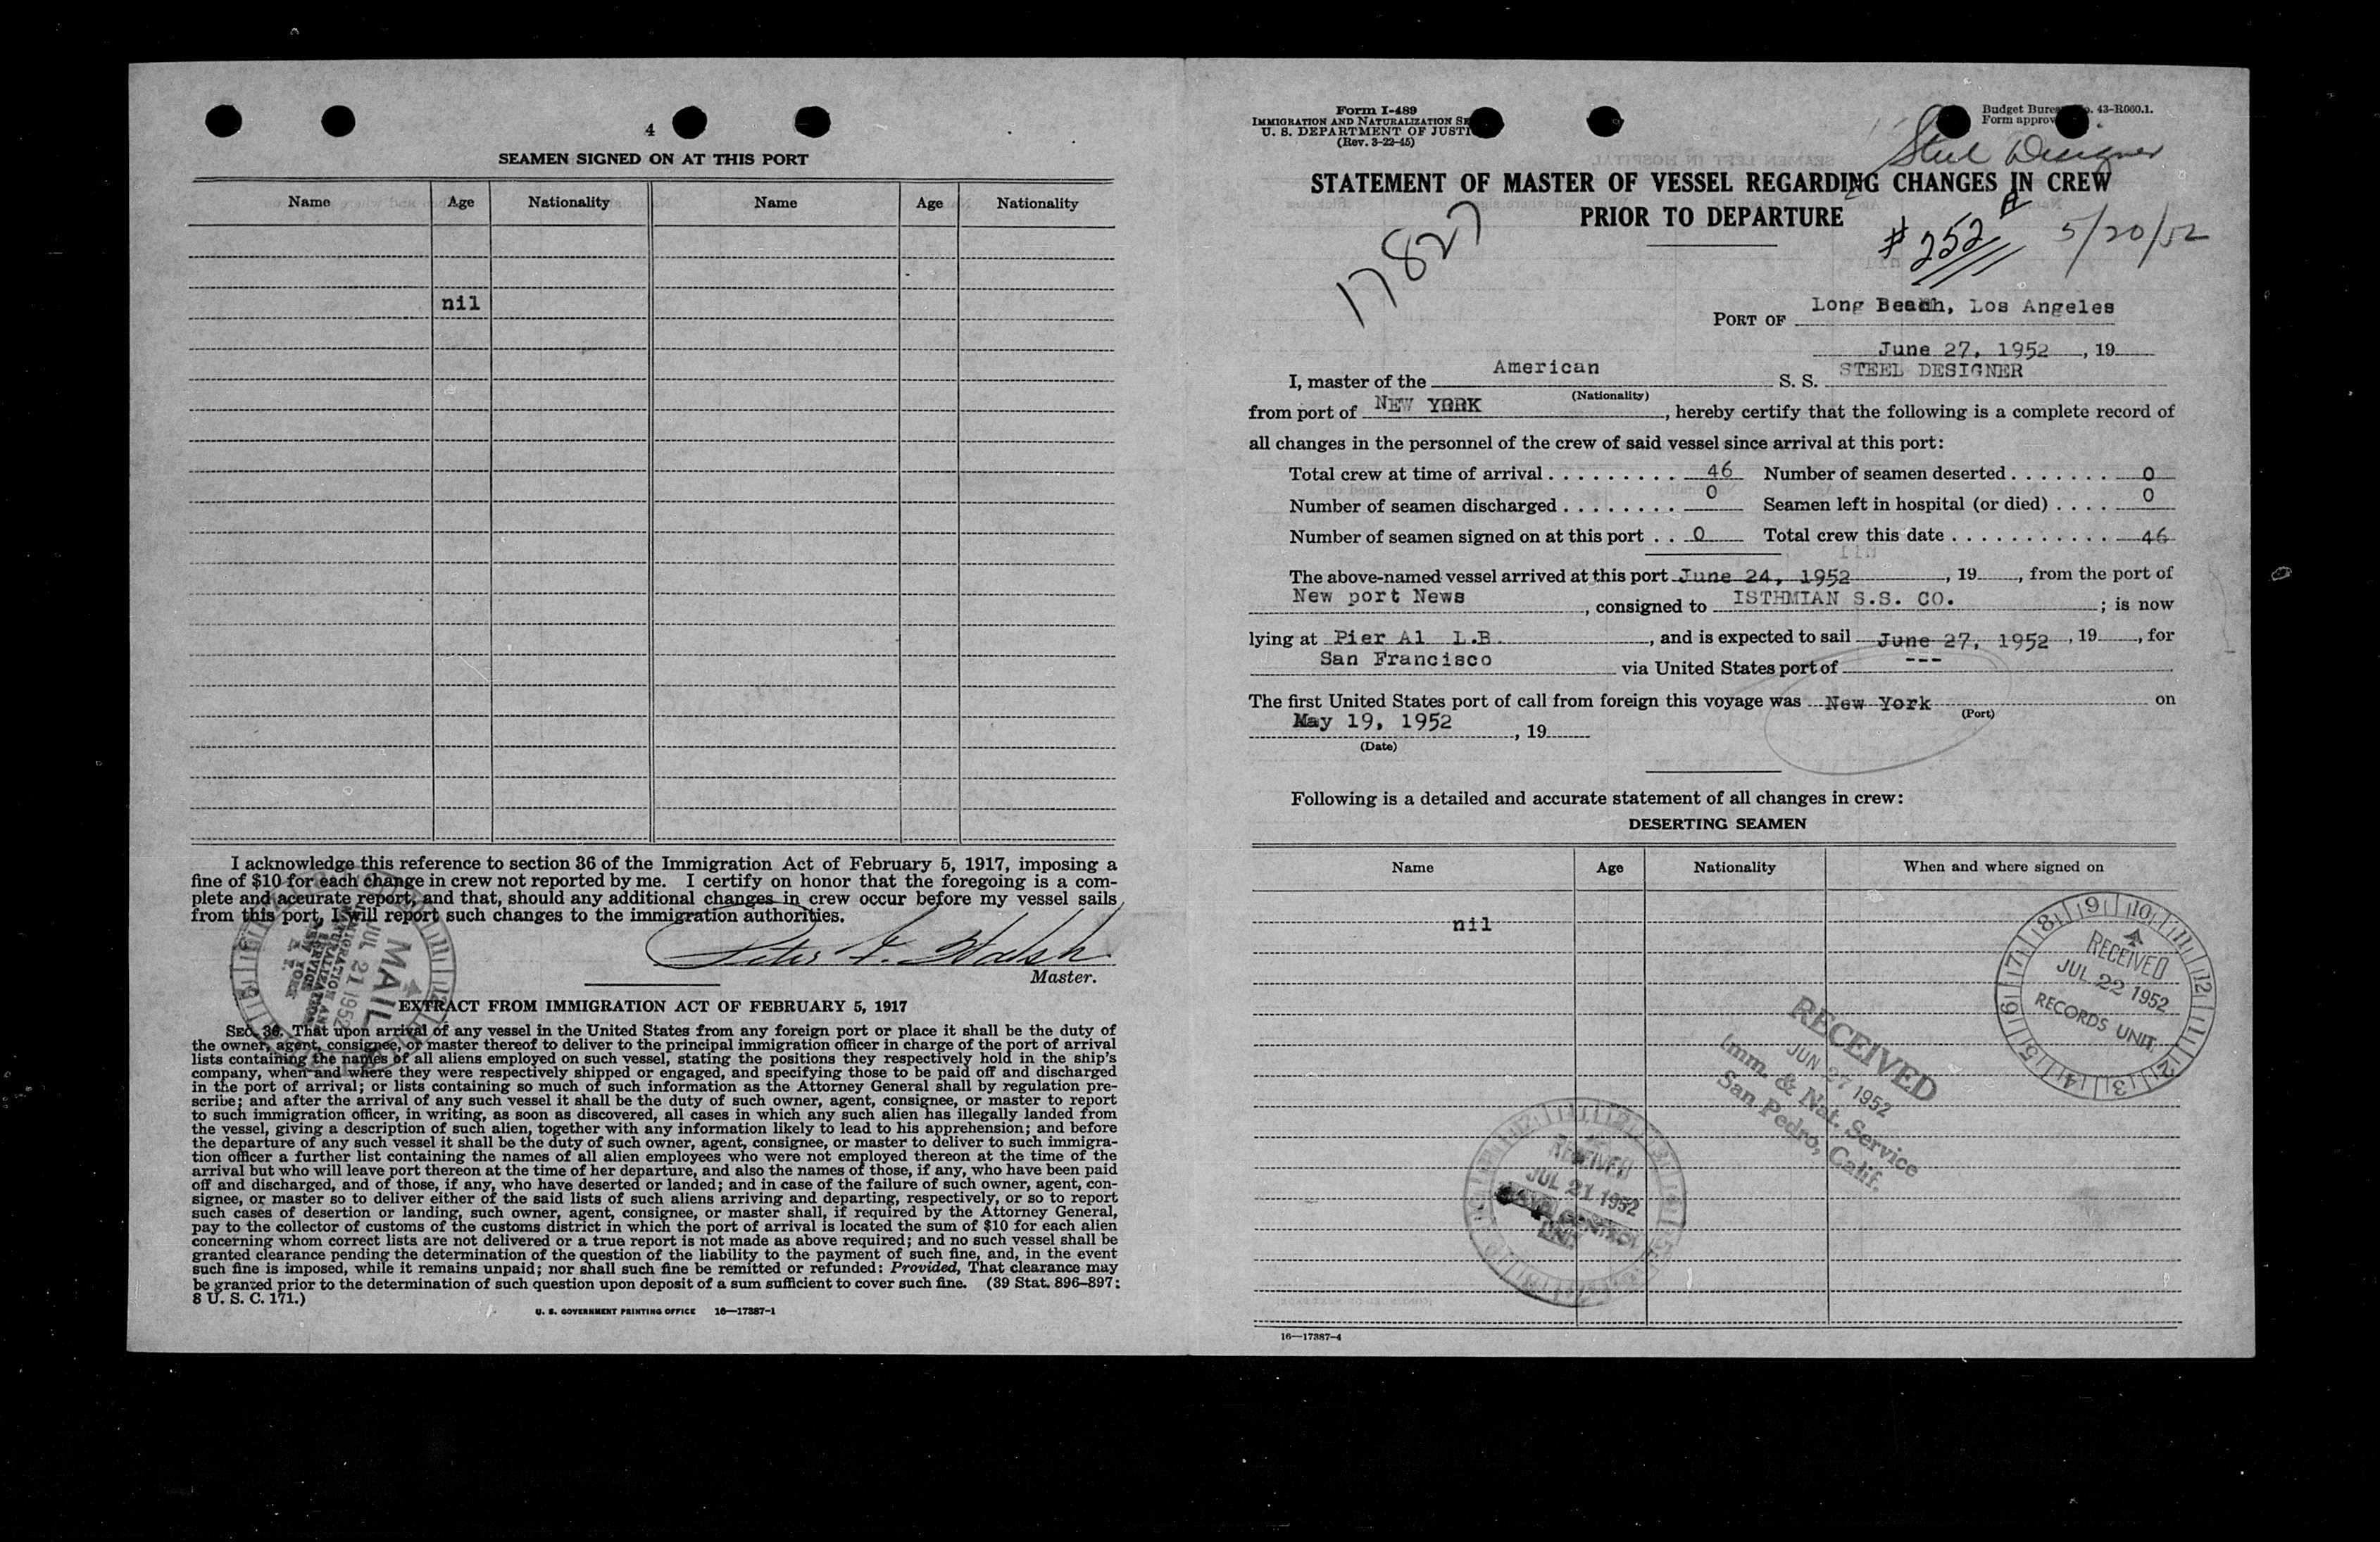 4
SEAMEN SIGNED ON AT THIS PORT
Name Age Nationality Name Age Nationality
nil
I acknowledge this reference to section 36 of the Immigration Act of February 5, 1917, imposing a
fine of $10 for each change in crew not reported by me. I certify on honor that the foregoing is a com-
plete and accurate report, and that, should any additional changes in crew occur before my vessel sails
from this port, I will report such changes to the immigration authorities.
Peter A. Walsh
Master.
MAIL
JUL 21 1952
IMMIGRATION AND
NATURALIZATION
SERVICE
EXTRACT FROM IMMIGRATION ACT OF FEBRUARY 5, 1917
SEC. 36. That upon arrival of any vessel in the United States from any foreign port or place it shall be the duty of
the owner, agent, consignee, or master thereof to deliver to the principal immigration officer in charge of the port of arrival
lists containing the names of all aliens employed on such vessel, stating the positions they respectively hold in the ship's
company, when and where they were respectively shipped or engaged, and specifying those to be paid off and discharged
in the port of arrival; or lists containing so much of such information as the Attorney General shall by regulation pre-
scribe; and after the arrival of any such vessel it shall be the duty of such owner, agent, consignee, or master to report
to such immigration officer, in writing, as soon as discovered, all cases in which any such alien has illegally landed from
the vessel, giving a description of such alien, together with any information likely to lead to his apprehension; and before
the departure of any such vessel it shall be the duty of such owner, agent, consignee, or master to deliver to such immigra-
tion officer a further list containing the names of all alien employees who were not employed thereon at the time of the
arrival but who will leave port thereon at the time of her departure, and also the names of those, if any, who have been paid
off and discharged, and of those, if any, who have deserted or landed; and in case of the failure of such owner, agent, con-
signee, or master so to deliver either of the said lists of such aliens arriving and departing, respectively, or so to report
such cases of desertion or landing, such owner, agent, consignee, or master shall, if required by the Attorney General,
pay to the collector of customs of the customs district in which the port of arrival is located the sum of $10 for each alien
concerning whom correct lists are not delivered or a true report is not made as above required; and no such vessel shall be
granted clearance pending the determination of the question of the liability to the payment of such fine, and, in the event
such fine is imposed, while it remains unpaid; nor shall such fine be remitted or refunded: Provided, That clearance may
be granted prior to the determination of such question upon deposit of a sum sufficient to cover such fine. (39 Stat. 896–897;
8 U. S. C. 171.)
U. S. GOVERNMENT PRINTING OFFICE 16—17387-1
Form I-489
IMMIGRATION AND NATURALIZATION
U. S. DEPARTMENT OF JUSTI
(Rev. 3-22-45)
Budget Bureau No. 43-R060.1.
Form approv
Steel Designer
STATEMENT OF MASTER OF VESSEL REGARDING CHANGES IN CREW
PRIOR TO DEPARTURE
17827
# 252
5/20/52
PORT OF Long Beach, Los Angeles
June 27, 1952, 19
I, master of the American S. S. STEEL DESIGNER
(Nationality)
from port of NEW YORK, hereby certify that the following is a complete record of
all changes in the personnel of the crew of said vessel since arrival at this port:
Total crew at time of arrival 46 Number of seamen deserted 0
Number of seamen discharged 0 Seamen left in hospital (or died) 0
Number of seamen signed on at this port 0 Total crew this date 46
The above-named vessel arrived at this port June 24, 1952, 19, from the port of
New port News, consigned to ISTHMIAN S.S. CO.; is now
lying at Pier A1 L.B., and is expected to sail June 27, 1952, 19, for
San Francisco via United States port of ---
The first United States port of call from foreign this voyage was New York on
(Port)
May 19, 1952, 19
(Date)
Following is a detailed and accurate statement of all changes in crew:
DESERTING SEAMEN
Name Age Nationality When and where signed on
nil
RECEIVED
JUL 22 1952
RECORDS UNIT
RECEIVED
JUN 27 1952
Imm. & Nat. Service
San Pedro, Calif.
RECEIVED
JUL 21 1952
UNIT
16—17387-4